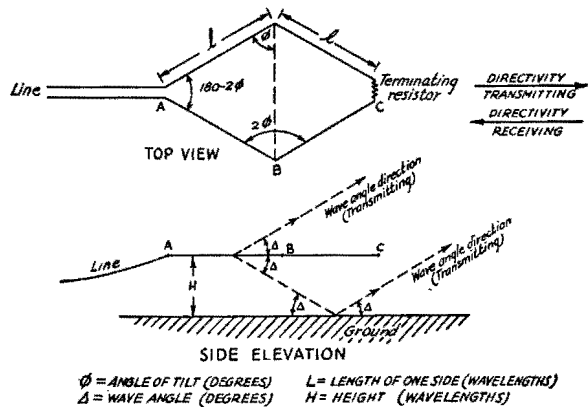 l
l
Φ
Line
A
180-2Φ
Terminating
resistor
C
DIRECTIVITY
TRANSMITTING
DIRECTIVITY
RECEIVING
2Φ
TOP VIEW
B
Wave angle direction
(Transmitting)
A
Δ
B
C
Δ
Line
H
Wave angle direction
(Transmitting)
Δ
Δ
Ground
SIDE ELEVATION
Φ = ANGLE OF TILT (DEGREES) L = LENGTH OF ONE SIDE (WAVELENGTHS)
Δ = WAVE ANGLE (DEGREES) H = HEIGHT (WAVELENGTHS)